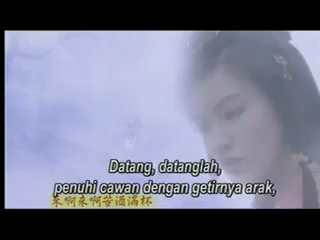 Datang, datanglah,
penuhi cawan dengan getirnya arak,
来啊来啊苦酒满杯